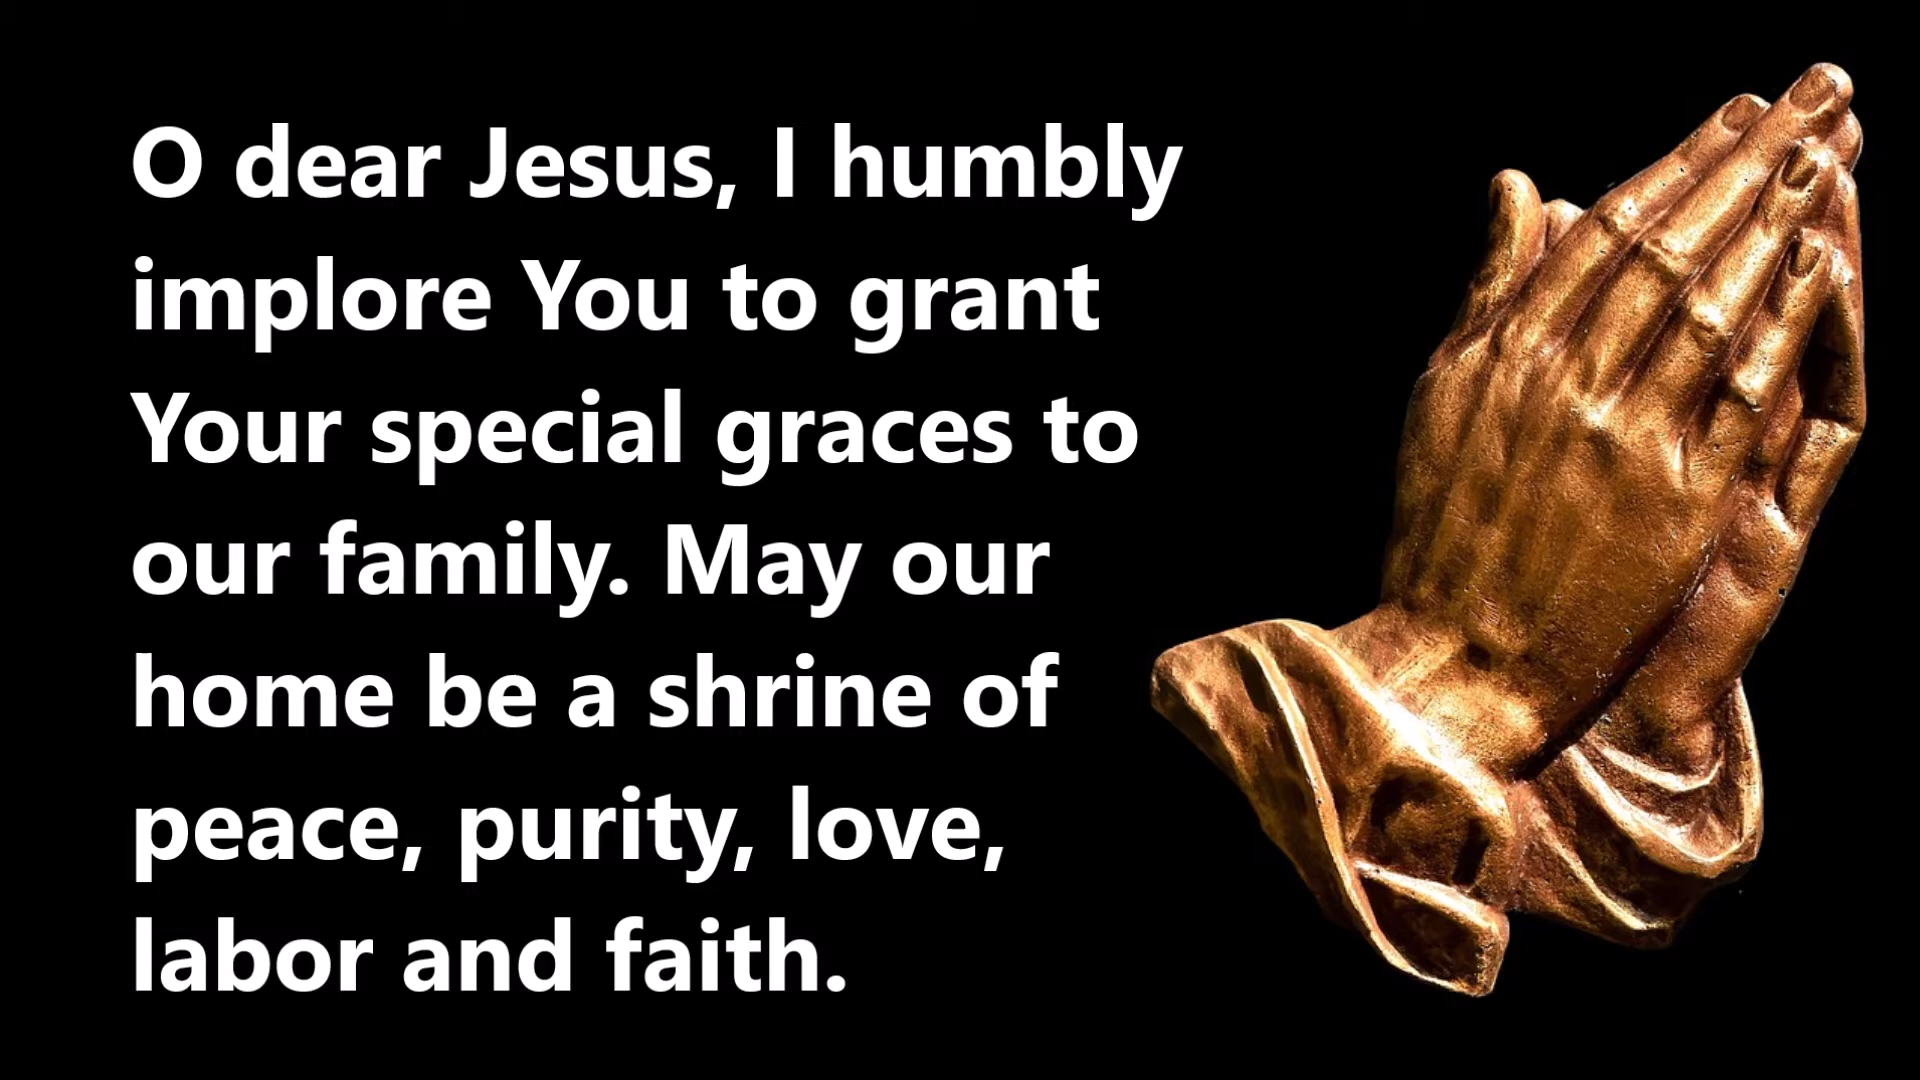 O dear Jesus, I humbly
implore You to grant
Your special graces to
our family. May our
home be a shrine of
peace, purity, love,
labor and faith.